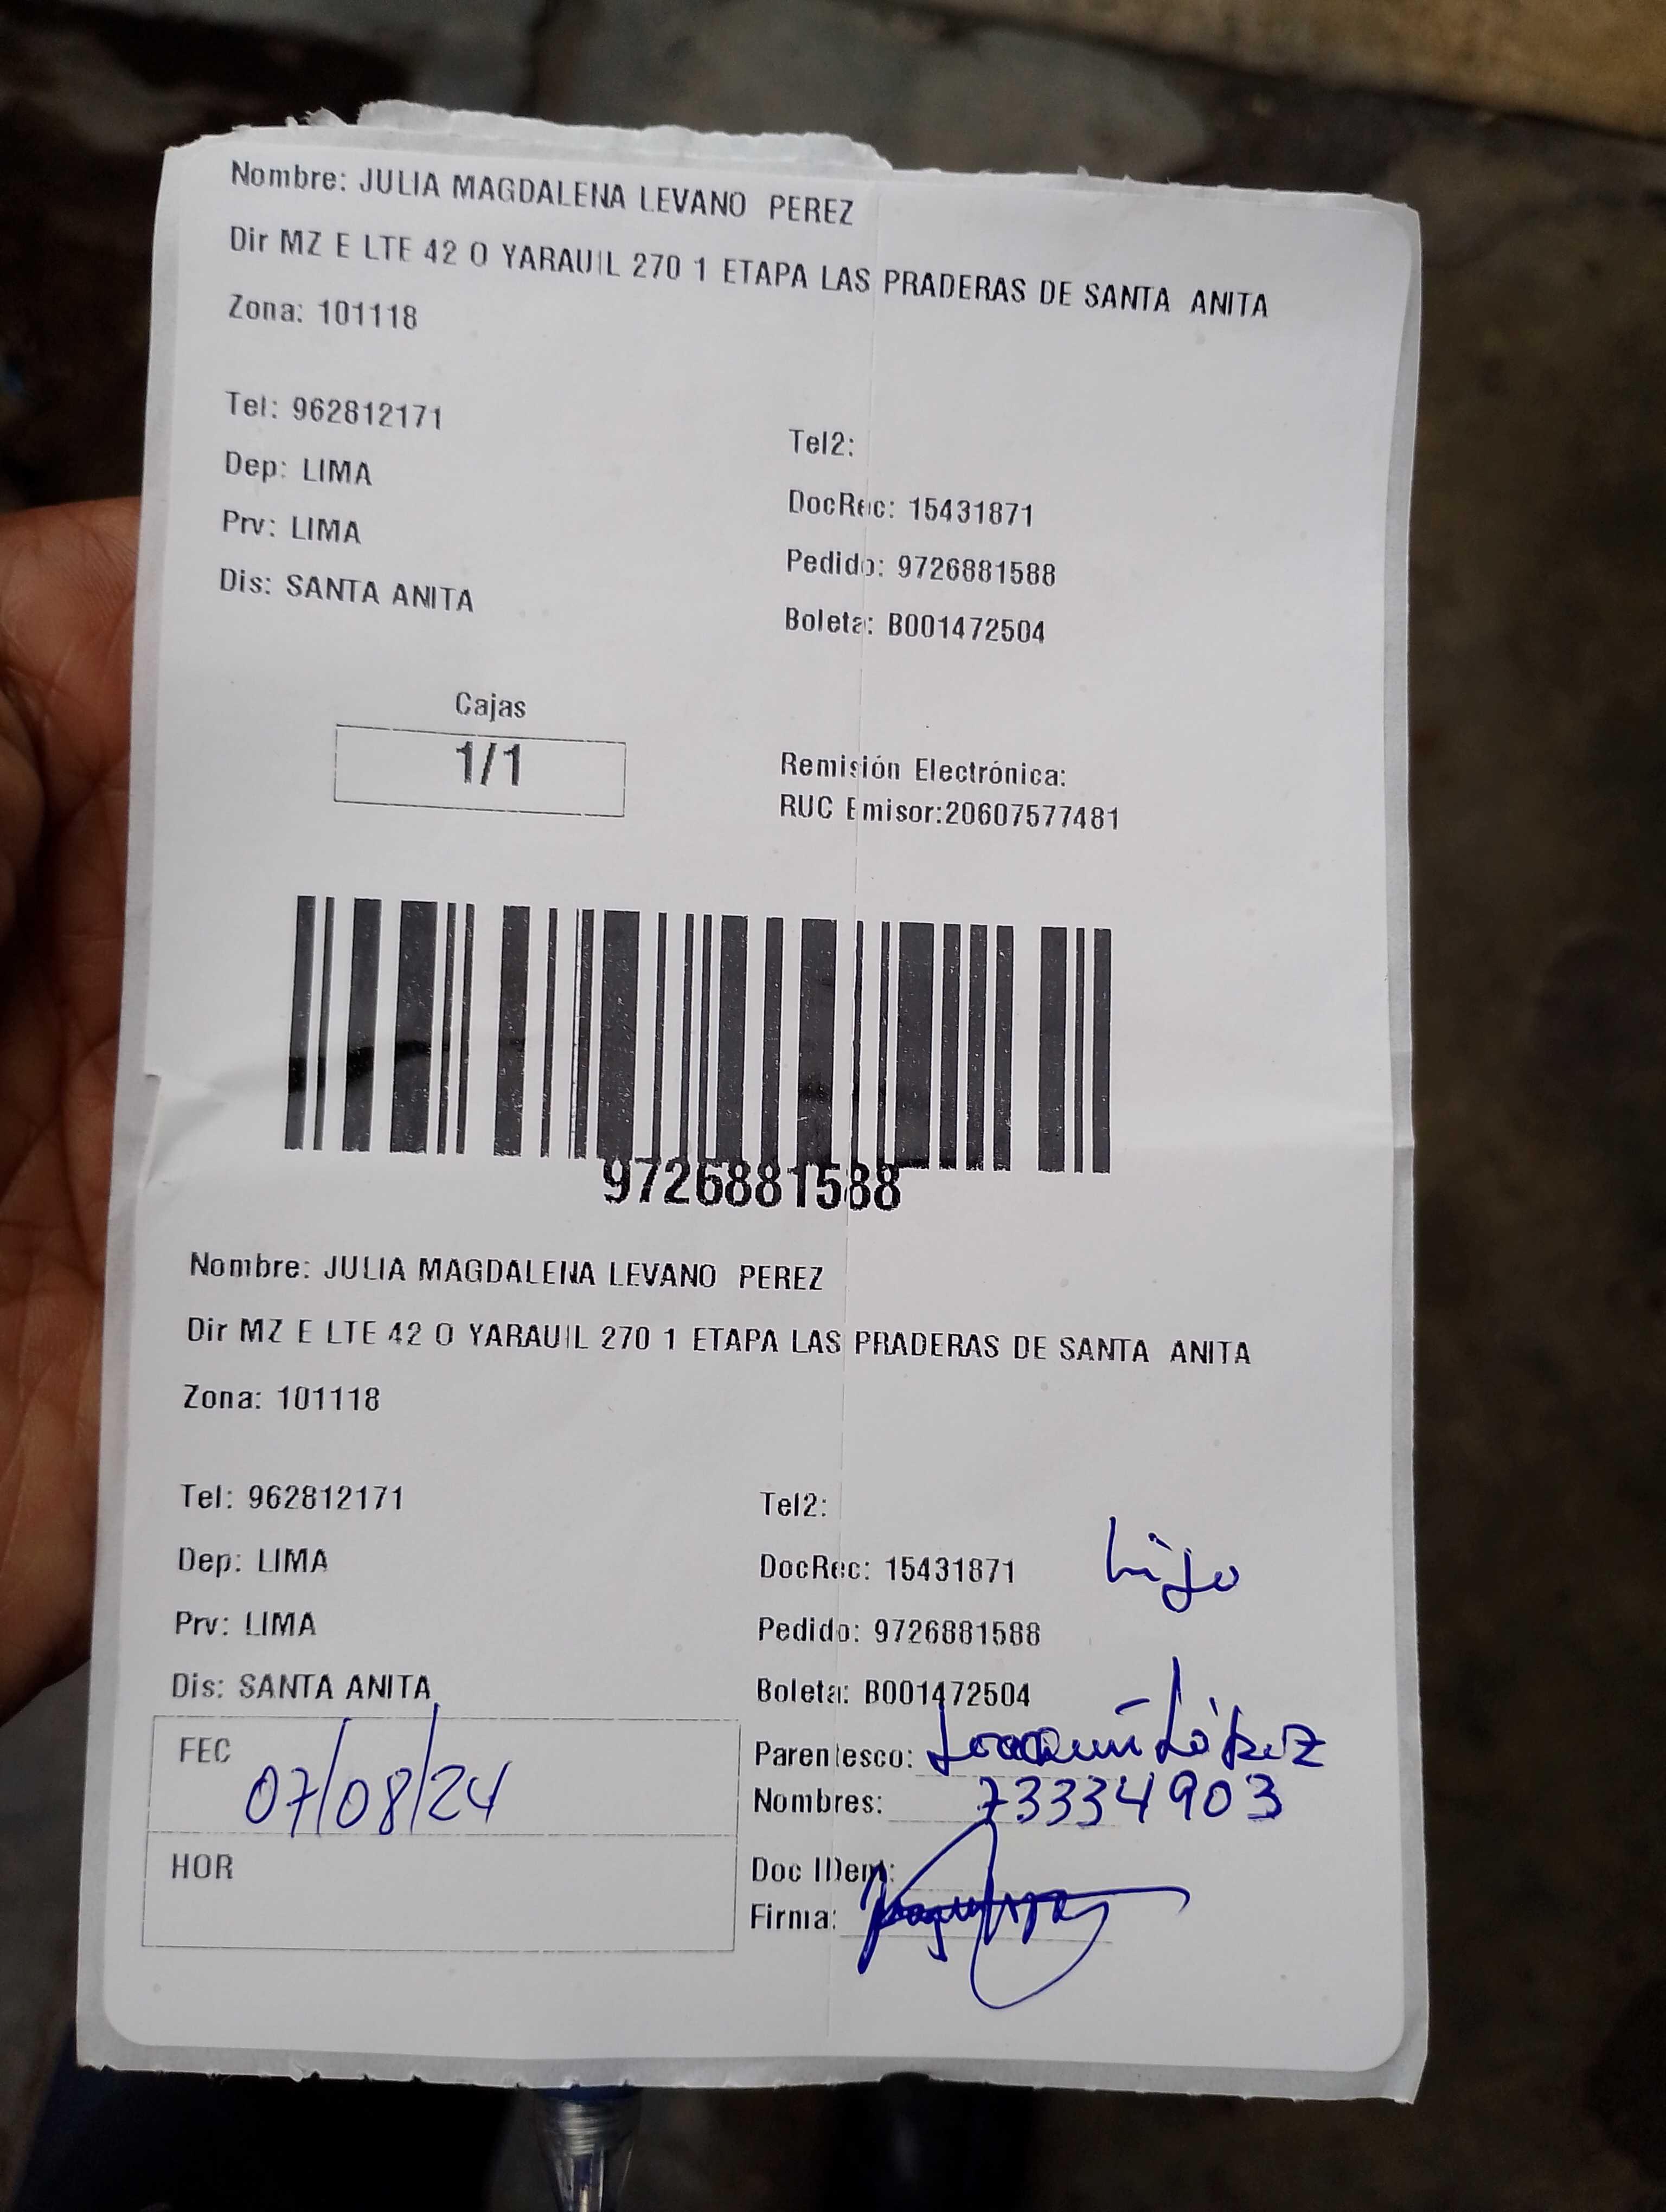 Nombre: JULIA MAGDALENA LEVANO PEREZ
Dir MZ E LTE 42 O YARAUIL 270 1 ETAPA LAS PRADERAS DE SANTA ANITA
Zona: 101118
Tel: 962812171
Tel2:
Dep: LIMA
DocRec: 15431871
Prv: LIMA
Pedido: 9726881588
Dis: SANTA ANITA
Boleta: B001472504
Cajas
1/1
Remisión Electrónica:
RUC Emisor:20607577481
9726881588
Nombre: JULIA MAGDALENA LEVANO PEREZ
Dir MZ E LTE 42 O YARAUIL 270 1 ETAPA LAS PRADERAS DE SANTA ANITA
Zona: 101118
Tel: 962812171
Tel2:
Dep: LIMA
DocRec: 15431871 hijo
Prv: LIMA
Pedido: 9726881588
Dis: SANTA ANITA
Boleta: B001472504
FEC 07/08/24
Parentesco: Joaquin López
Nombres: 73334903
HOR
Doc IDent:
Firma: